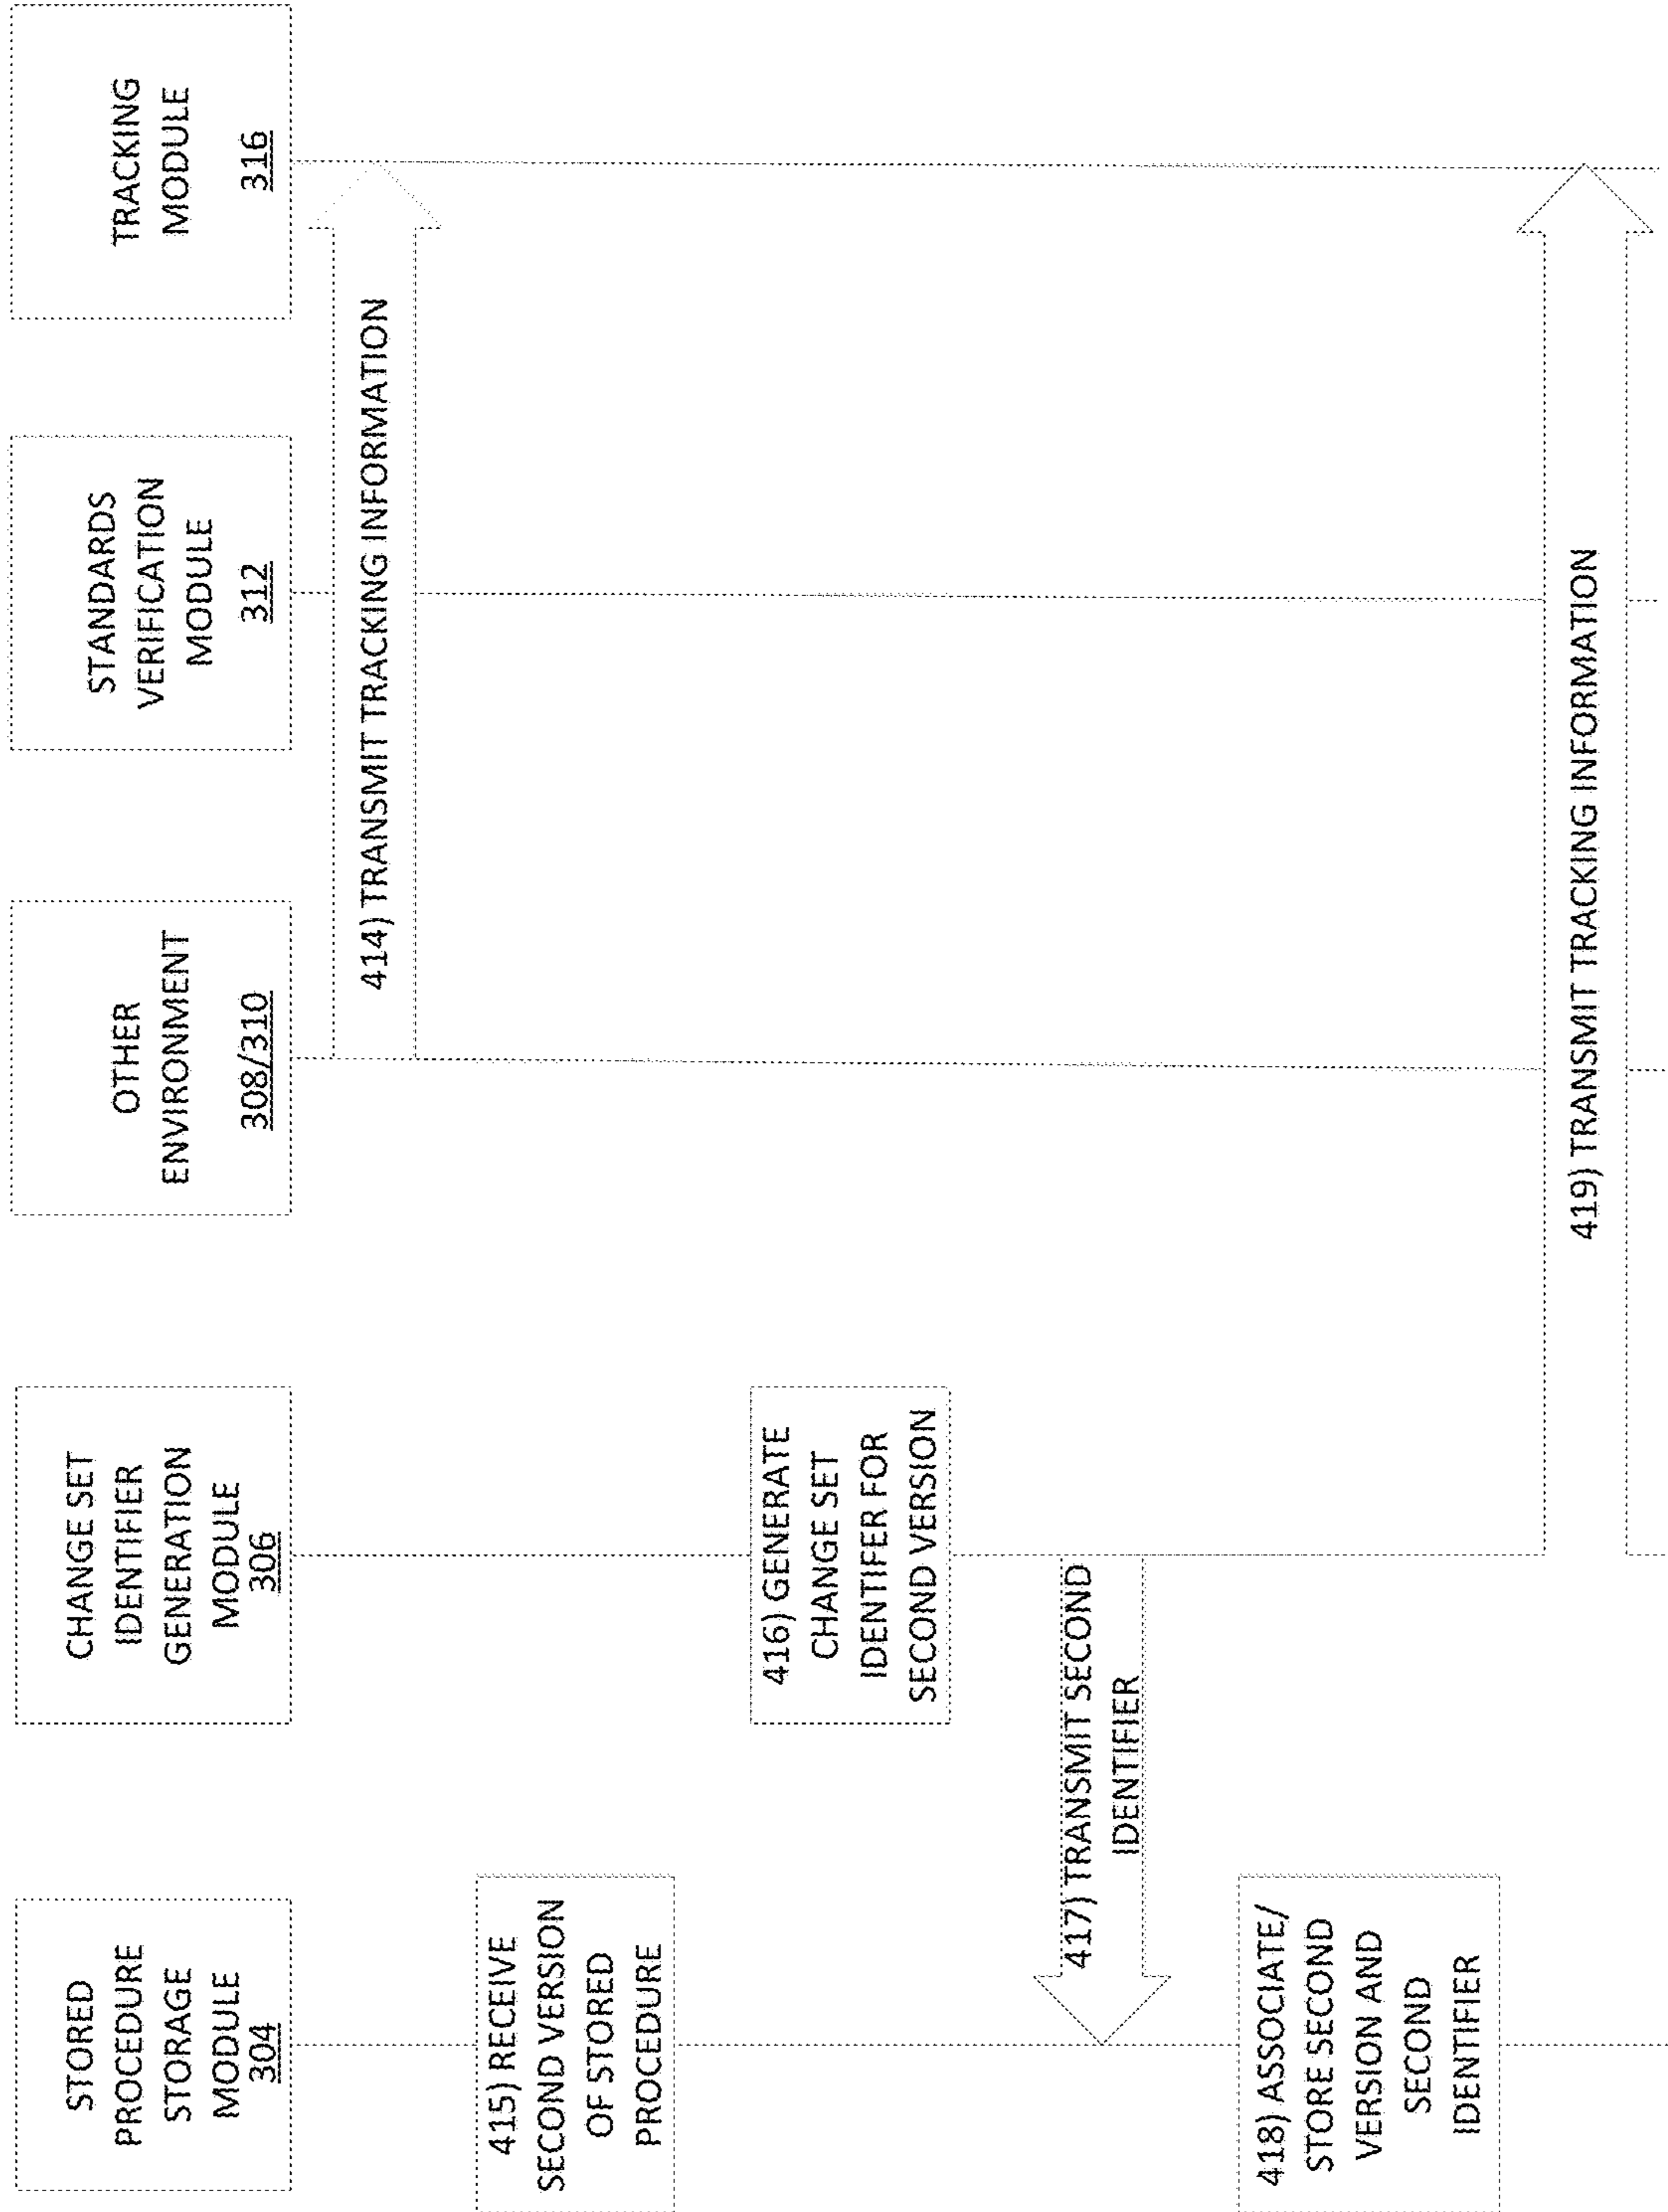 STORED
PROCEDURE
STORAGE
MODULE
304
CHANGE SET
IDENTIFIER
GENERATION
MODULE
306
OTHER
ENVIRONMENT
308/310
STANDARDS
VERIFICATION
MODULE
312
TRACKING
MODULE
316
414) TRANSMIT TRACKING INFORMATION
415) RECEIVE
SECOND VERSION
OF STORED
PROCEDURE
416) GENERATE
CHANGE SET
IDENTIFER FOR
SECOND VERSION
417) TRANSMIT SECOND
IDENTIFIER
418) ASSOCIATE/
STORE SECOND
VERSION AND
SECOND
IDENTIFIER
419) TRANSMIT TRACKING INFORMATION